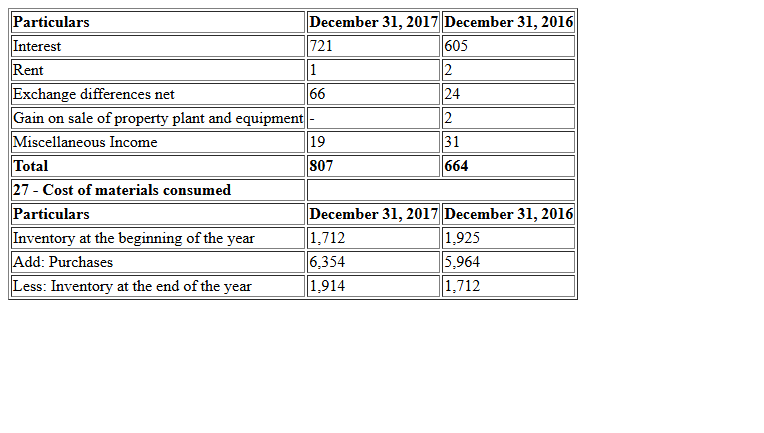 Particulars December 31, 2017 December 31, 2016
Interest 721 605
Rent 1 2
Exchange differences net 66 24
Gain on sale of property plant and equipment - 2
Miscellaneous Income 19 31
Total 807 664
27 - Cost of materials consumed
Particulars December 31, 2017 December 31, 2016
Inventory at the beginning of the year 1,712 1,925
Add: Purchases 6,354 5,964
Less: Inventory at the end of the year 1,914 1,712